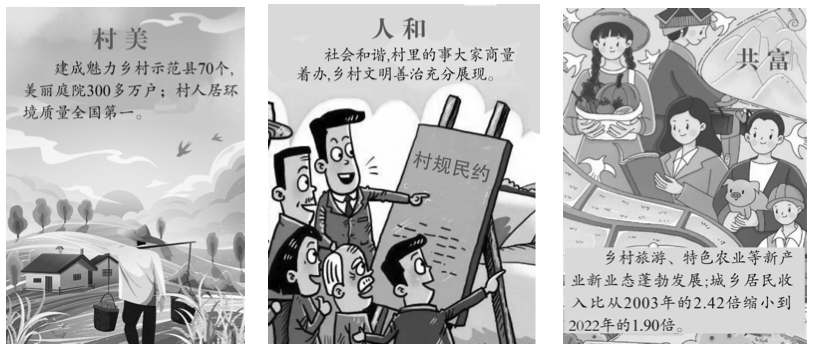 村美
建成魅力乡村示范县70个,
美丽庭院300多万户；村人居环
境质量全国第一。
人和
社会和谐,村里的事大家商量
着办,乡村文明善治充分展现。
村规民约
共富
乡村旅游、特色农业等新产
业新业态蓬勃发展;城乡居民收
入比从2003年的2.42倍缩小到
2022年的1.90倍。